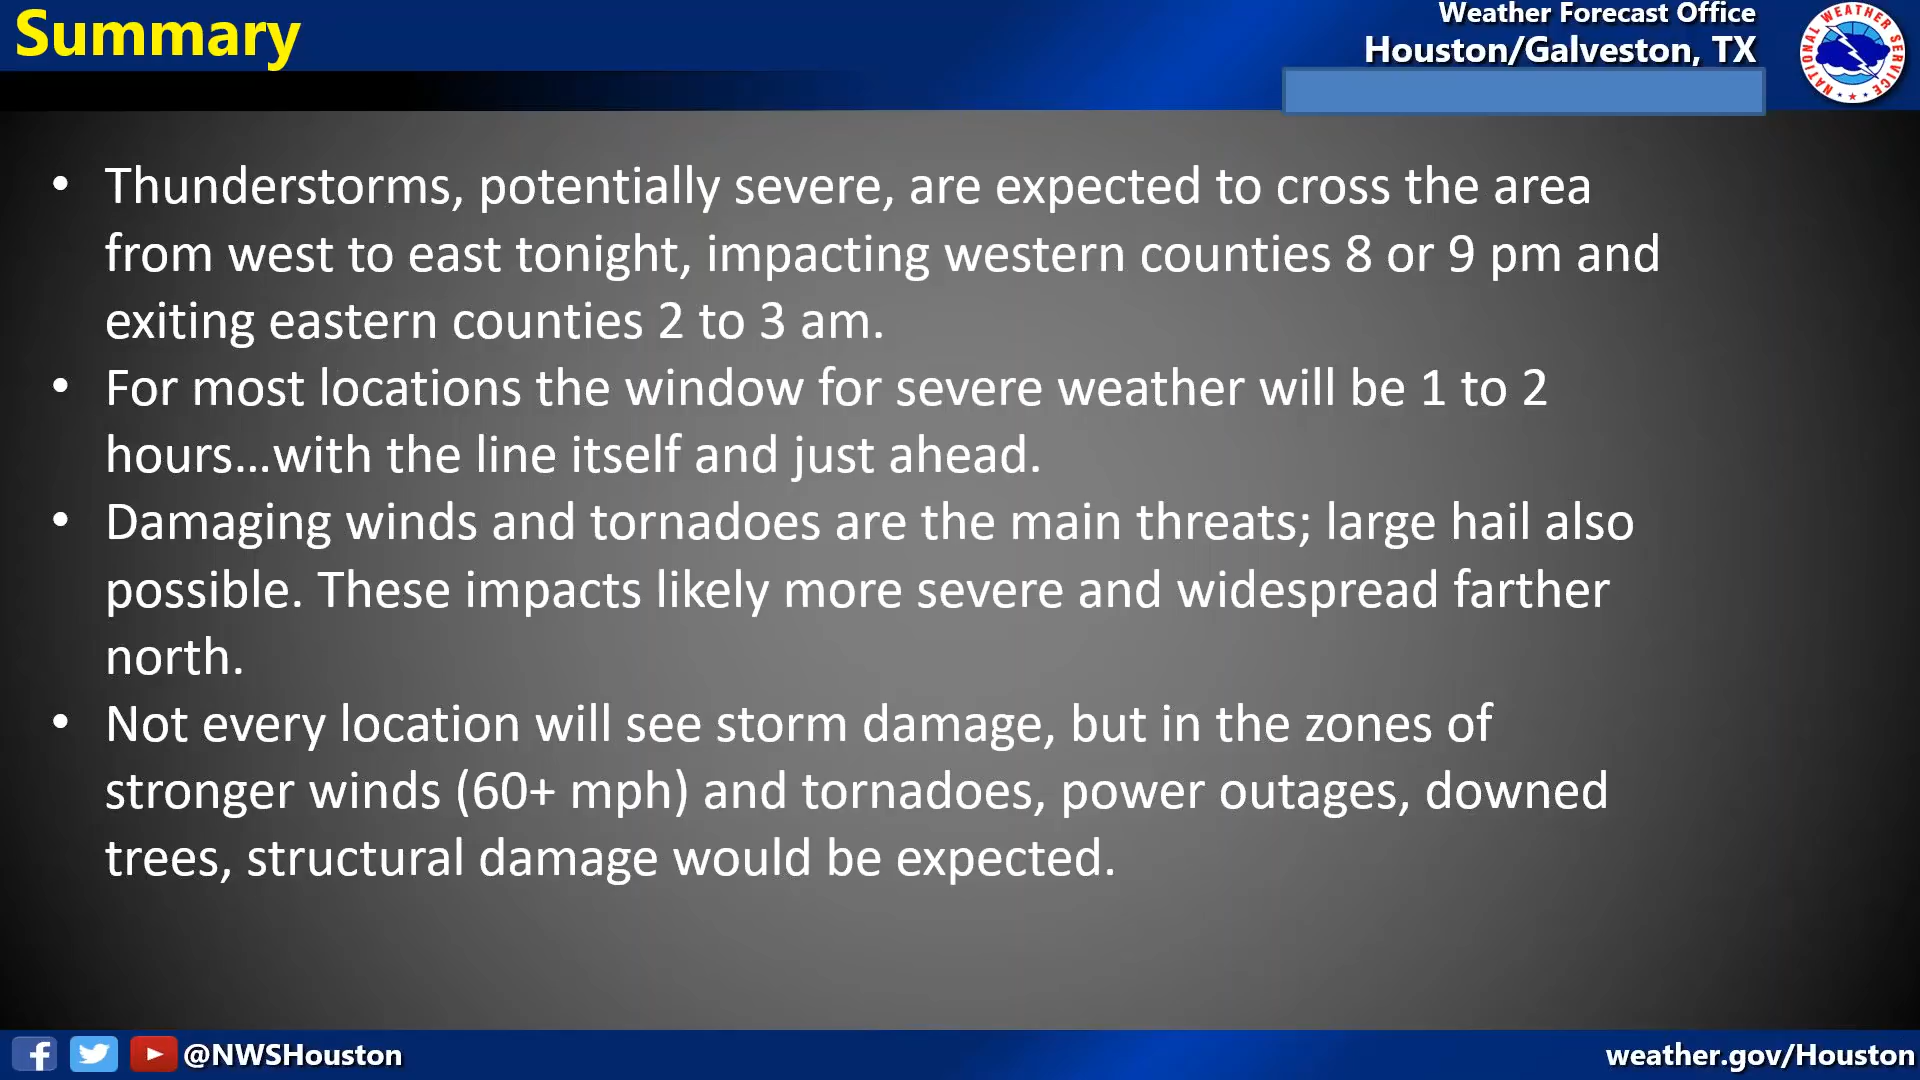 Summary
Weather Forecast Office
Houston/Galveston, TX
NATIONAL WEATHER SERVICE
• Thunderstorms, potentially severe, are expected to cross the area
from west to east tonight, impacting western counties 8 or 9 pm and
exiting eastern counties 2 to 3 am.
• For most locations the window for severe weather will be 1 to 2
hours…with the line itself and just ahead.
• Damaging winds and tornadoes are the main threats; large hail also
possible. These impacts likely more severe and widespread farther
north.
• Not every location will see storm damage, but in the zones of
stronger winds (60+ mph) and tornadoes, power outages, downed
trees, structural damage would be expected.
@NWSHouston
weather.gov/Houston